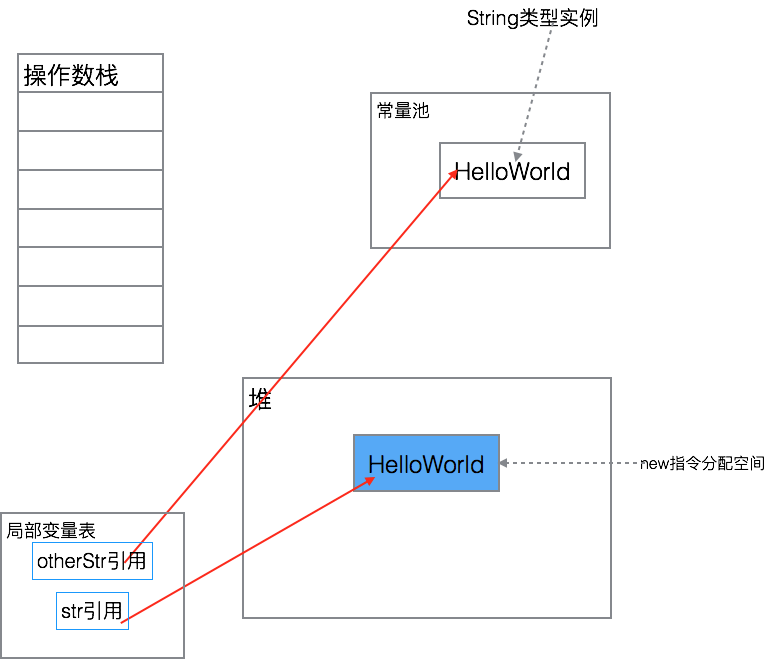 String类型实例
操作数栈
常量池
HelloWorld
堆
HelloWorld
new指令分配空间
局部变量表
otherStr引用
str引用